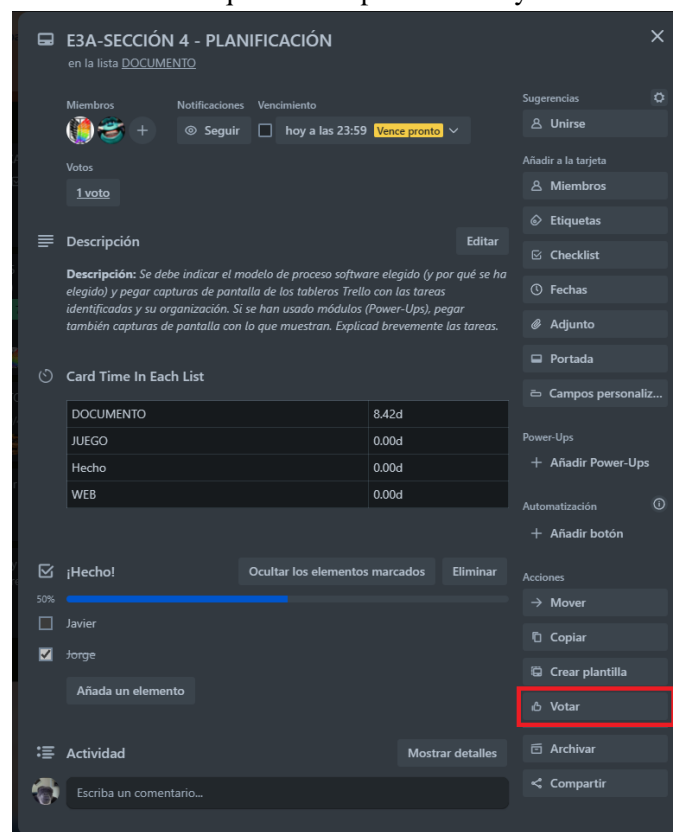 E3A-SECCIÓN 4 - PLANIFICACIÓN
en la lista DOCUMENTO
Miembros
Notificaciones
Vencimiento
Seguir
hoy a las 23:59 Vence pronto
Votos
1 voto
Descripción
Editar
Descripción: Se debe indicar el modelo de proceso software elegido (y por qué se ha
elegido) y pegar capturas de pantalla de los tableros Trello con las tareas
identificadas y su organización. Si se han usado módulos (Power-Ups), pegar
también capturas de pantalla con lo que muestran. Explicad brevemente las tareas.
Card Time In Each List
DOCUMENTO 8.42d
JUEGO 0.00d
Hecho 0.00d
WEB 0.00d
¡Hecho!
Ocultar los elementos marcados
Eliminar
50%
Javier
Jorge
Añada un elemento
Actividad
Mostrar detalles
Escriba un comentario...
Sugerencias
Unirse
Añadir a la tarjeta
Miembros
Etiquetas
Checklist
Fechas
Adjunto
Portada
Campos personaliz...
Power-Ups
+ Añadir Power-Ups
Automatización
+ Añadir botón
Acciones
Mover
Copiar
Crear plantilla
Votar
Archivar
Compartir